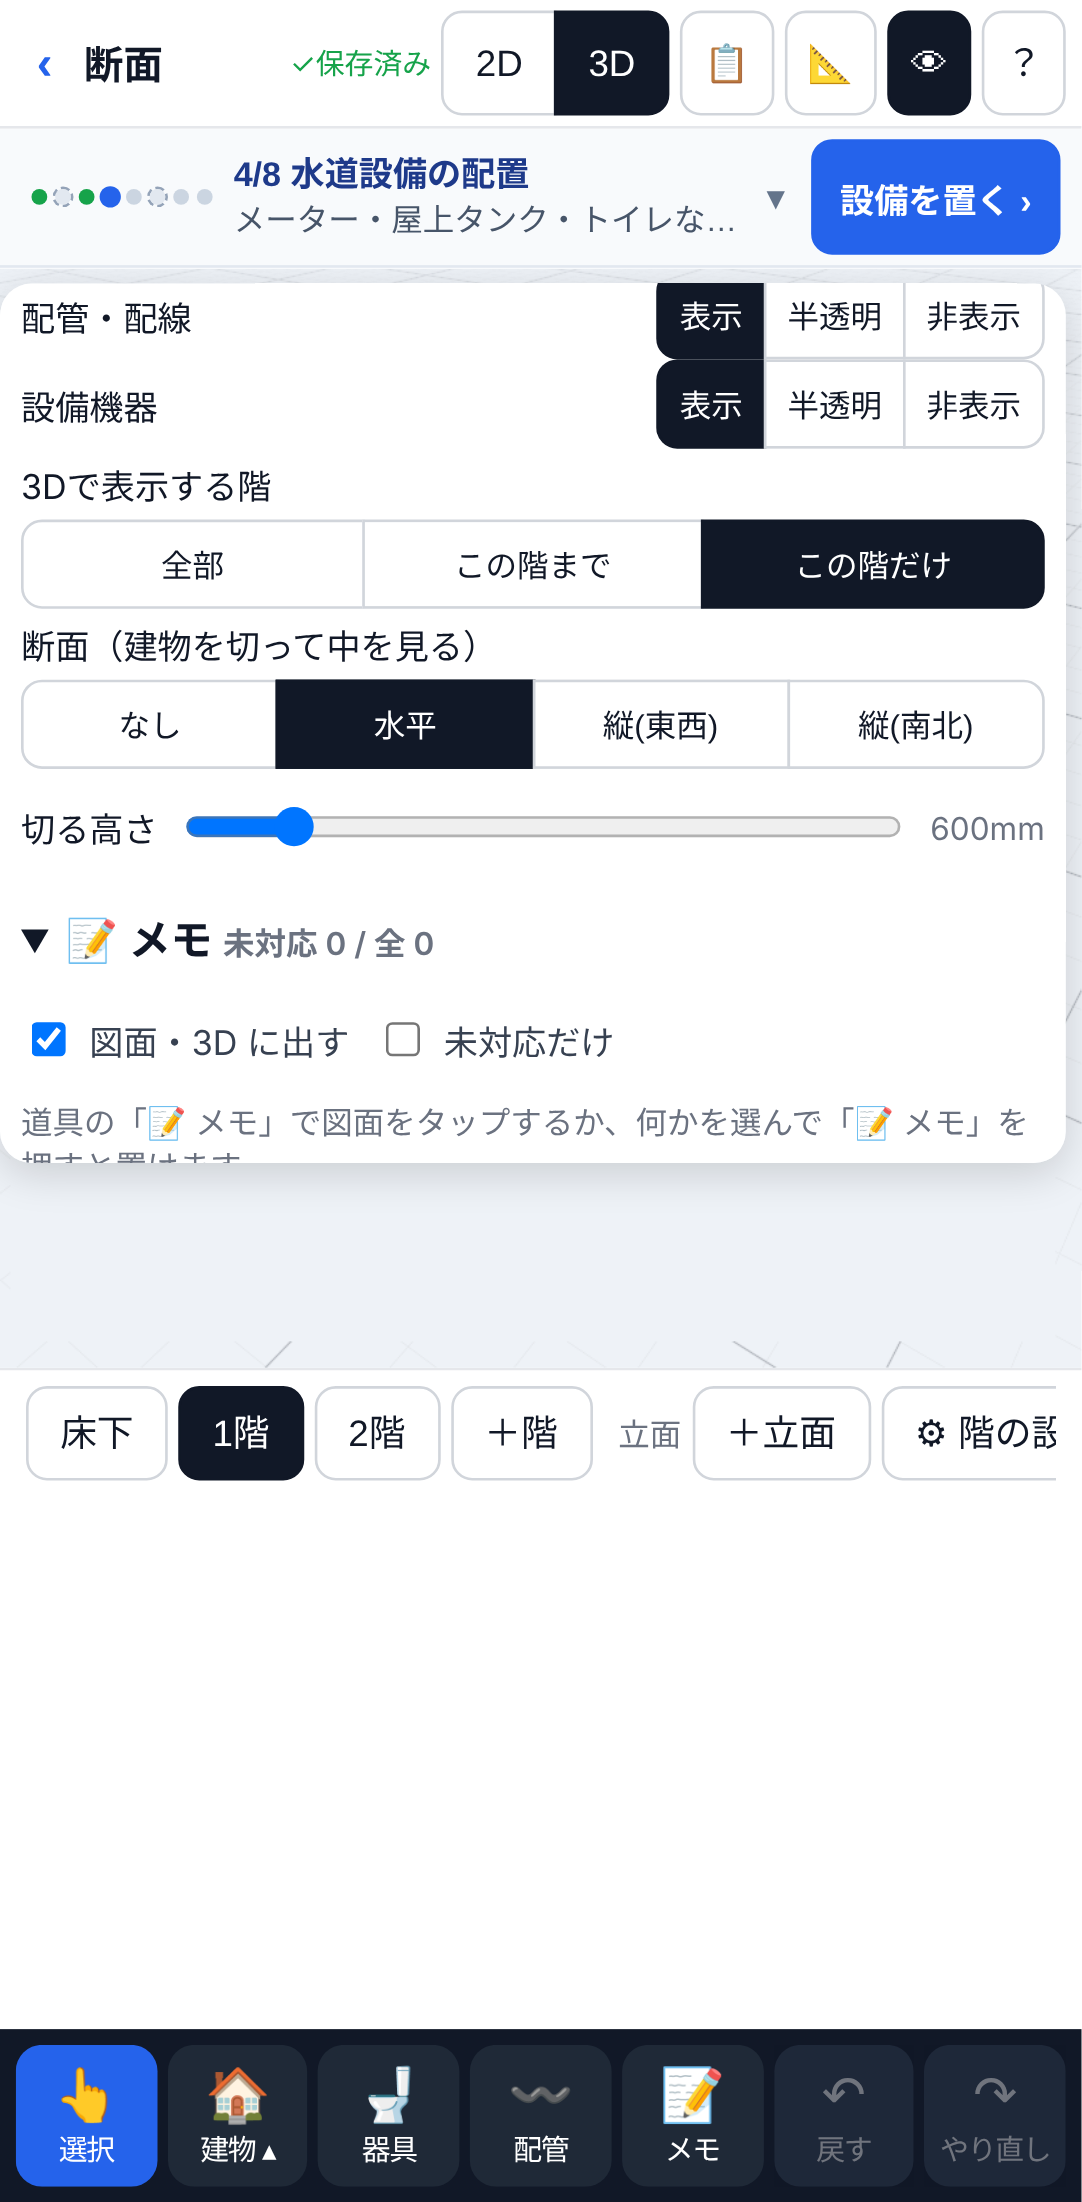 ‹ 断面 ✓保存済み 2D 3D ?
4/8 水道設備の配置
メーター・屋上タンク・トイレな… ▼
設備を置く ›
配管・配線 表示 半透明 非表示
設備機器 表示 半透明 非表示
3Dで表示する階
全部 この階まで この階だけ
断面（建物を切って中を見る）
なし 水平 縦(東西) 縦(南北)
切る高さ 600mm
▼ 📝 メモ 未対応 0 / 全 0
図面・3D に出す 未対応だけ
道具の「📝 メモ」で図面をタップするか、何かを選んで「📝 メモ」を
押すと置けます
床下 1階 2階 ＋階 立面 ＋立面 ⚙ 階の設
選択 建物▲ 器具 配管 メモ 戻す やり直し